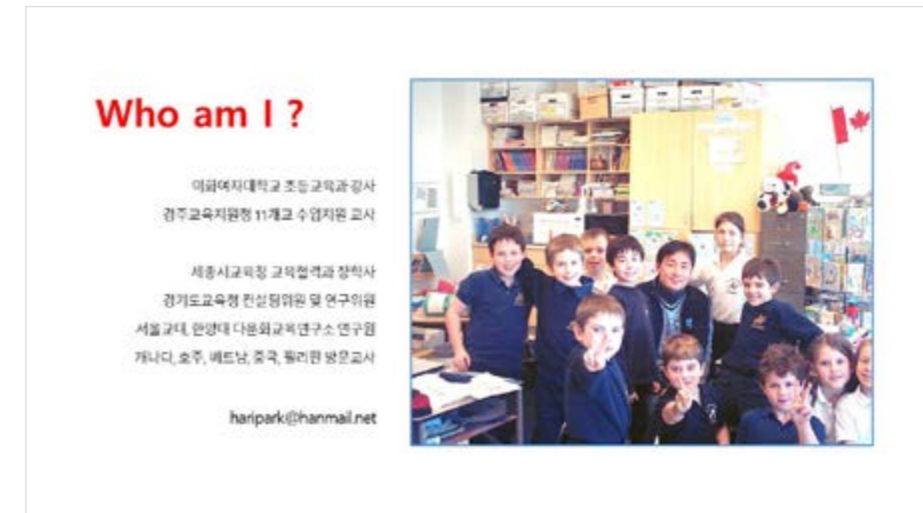 Who am I ?
이화여자대학교 초등교육과 강사
경주교육지원청 11개교 수업지원 교사
세종시교육청 교육협력과 장학사
경기도교육청 컨설팅위원 및 연구위원
서울교대, 한양대 다문화교육연구소 연구원
캐나다, 호주, 베트남, 중국, 필리핀 방문교사
haripark@hanmail.net